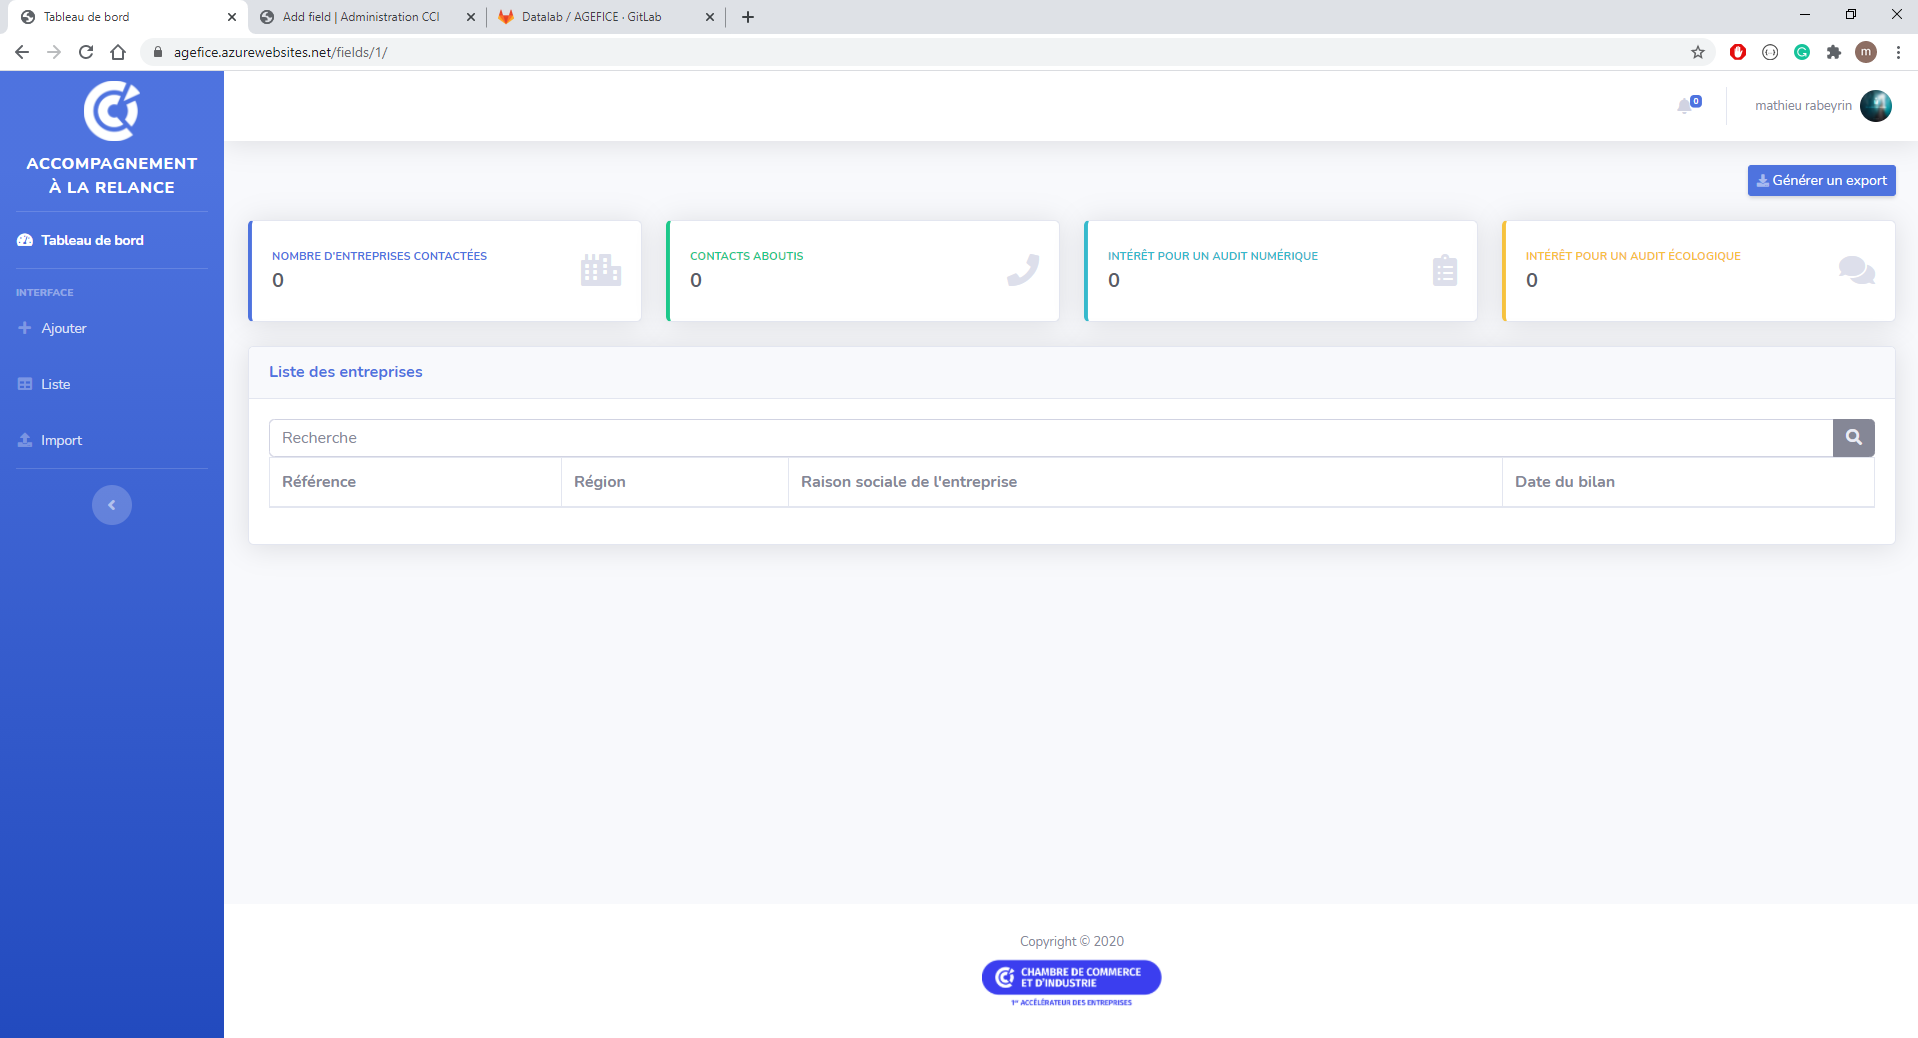 Tableau de bord
Add field | Administration CCI
Datalab / AGEFICE · GitLab
agefice.azurewebsites.net/fields/1/
m
ACCOMPAGNEMENT
À LA RELANCE
Tableau de bord
INTERFACE
Ajouter
Liste
Import
0
mathieu rabeyrin
Générer un export
NOMBRE D'ENTREPRISES CONTACTÉES
0
CONTACTS ABOUTIS
0
INTÉRÊT POUR UN AUDIT NUMÉRIQUE
0
INTÉRÊT POUR UN AUDIT ÉCOLOGIQUE
0
Liste des entreprises
Recherche
Référence
Région
Raison sociale de l'entreprise
Date du bilan
Copyright © 2020
CHAMBRE DE COMMERCE
ET D'INDUSTRIE
1er ACCÉLÉRATEUR DES ENTREPRISES